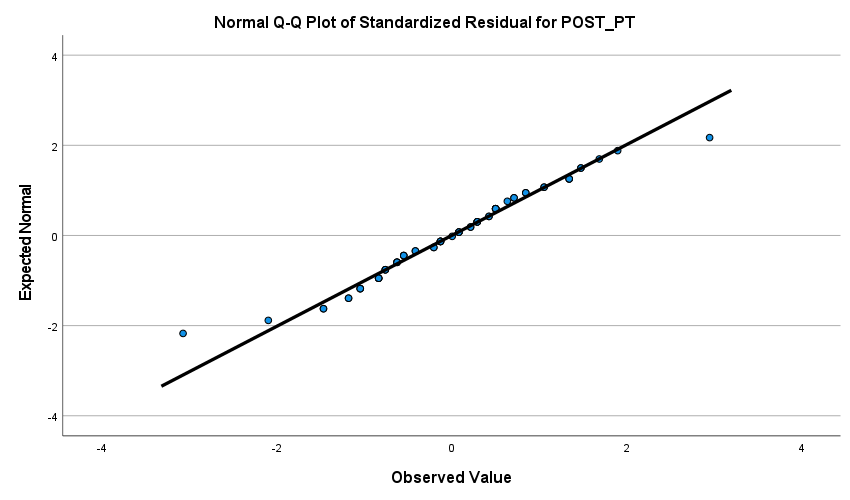 Normal Q-Q Plot of Standardized Residual for POST_PT
Expected Normal
4
2
0
-2
-4
-4 -2 0 2 4
Observed Value